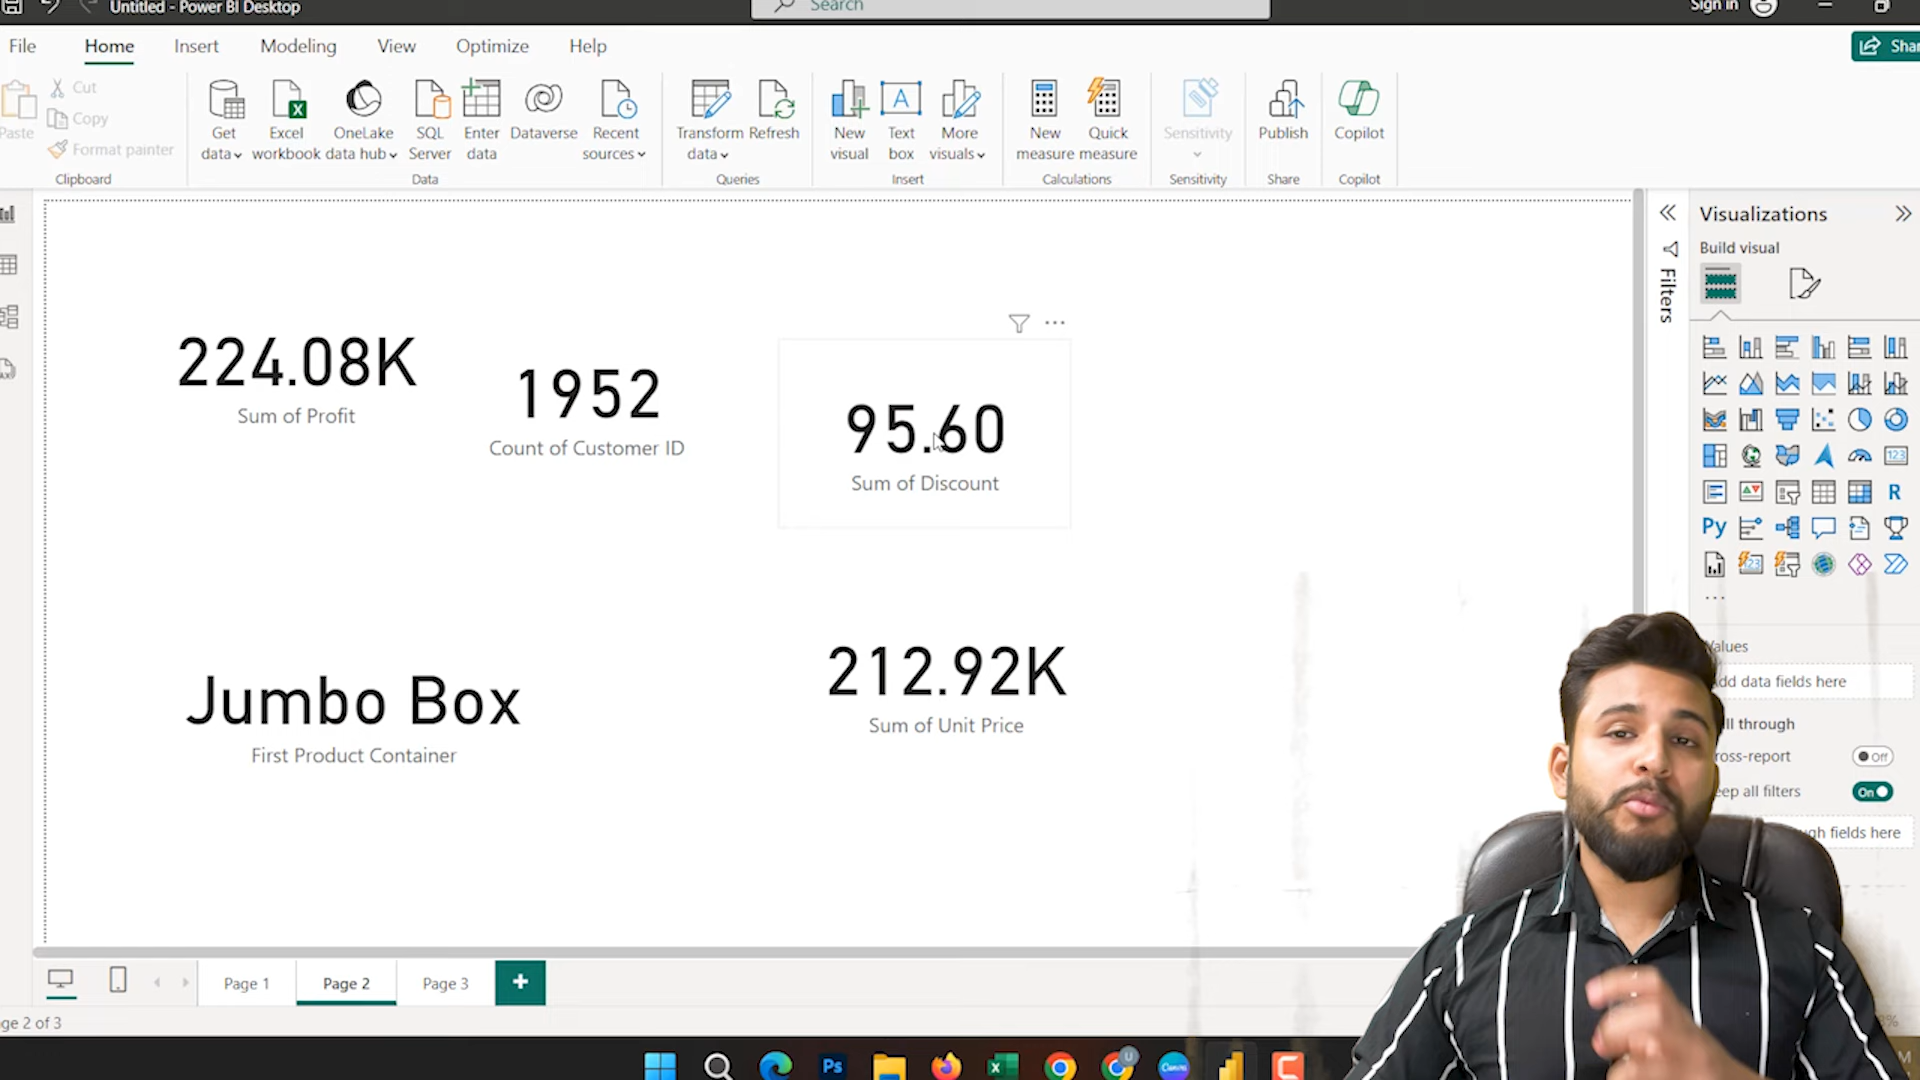 Untitled - Power BI Desktop
Search
Sign in
File
Home
Insert
Modeling
View
Optimize
Help
Shar
Paste
Cut
Copy
Format painter
Clipboard
Get data
Excel workbook
OneLake data hub
SQL Server
Enter data
Dataverse
Recent sources
Data
Transform data
Refresh
Queries
New visual
Text box
More visuals
Insert
New measure
Quick measure
Calculations
Sensitivity
Sensitivity
Publish
Share
Copilot
Copilot
224.08K
Sum of Profit
1952
Count of Customer ID
95.60
Sum of Discount
Jumbo Box
First Product Container
212.92K
Sum of Unit Price
Filters
Visualizations
Build visual
123
R
Py
123
Values
dd data fields here
ll through
ross-report
Off
eep all filters
On
gh fields here
Page 1
Page 2
Page 3
ge 2 of 3
Ps
U
Canva